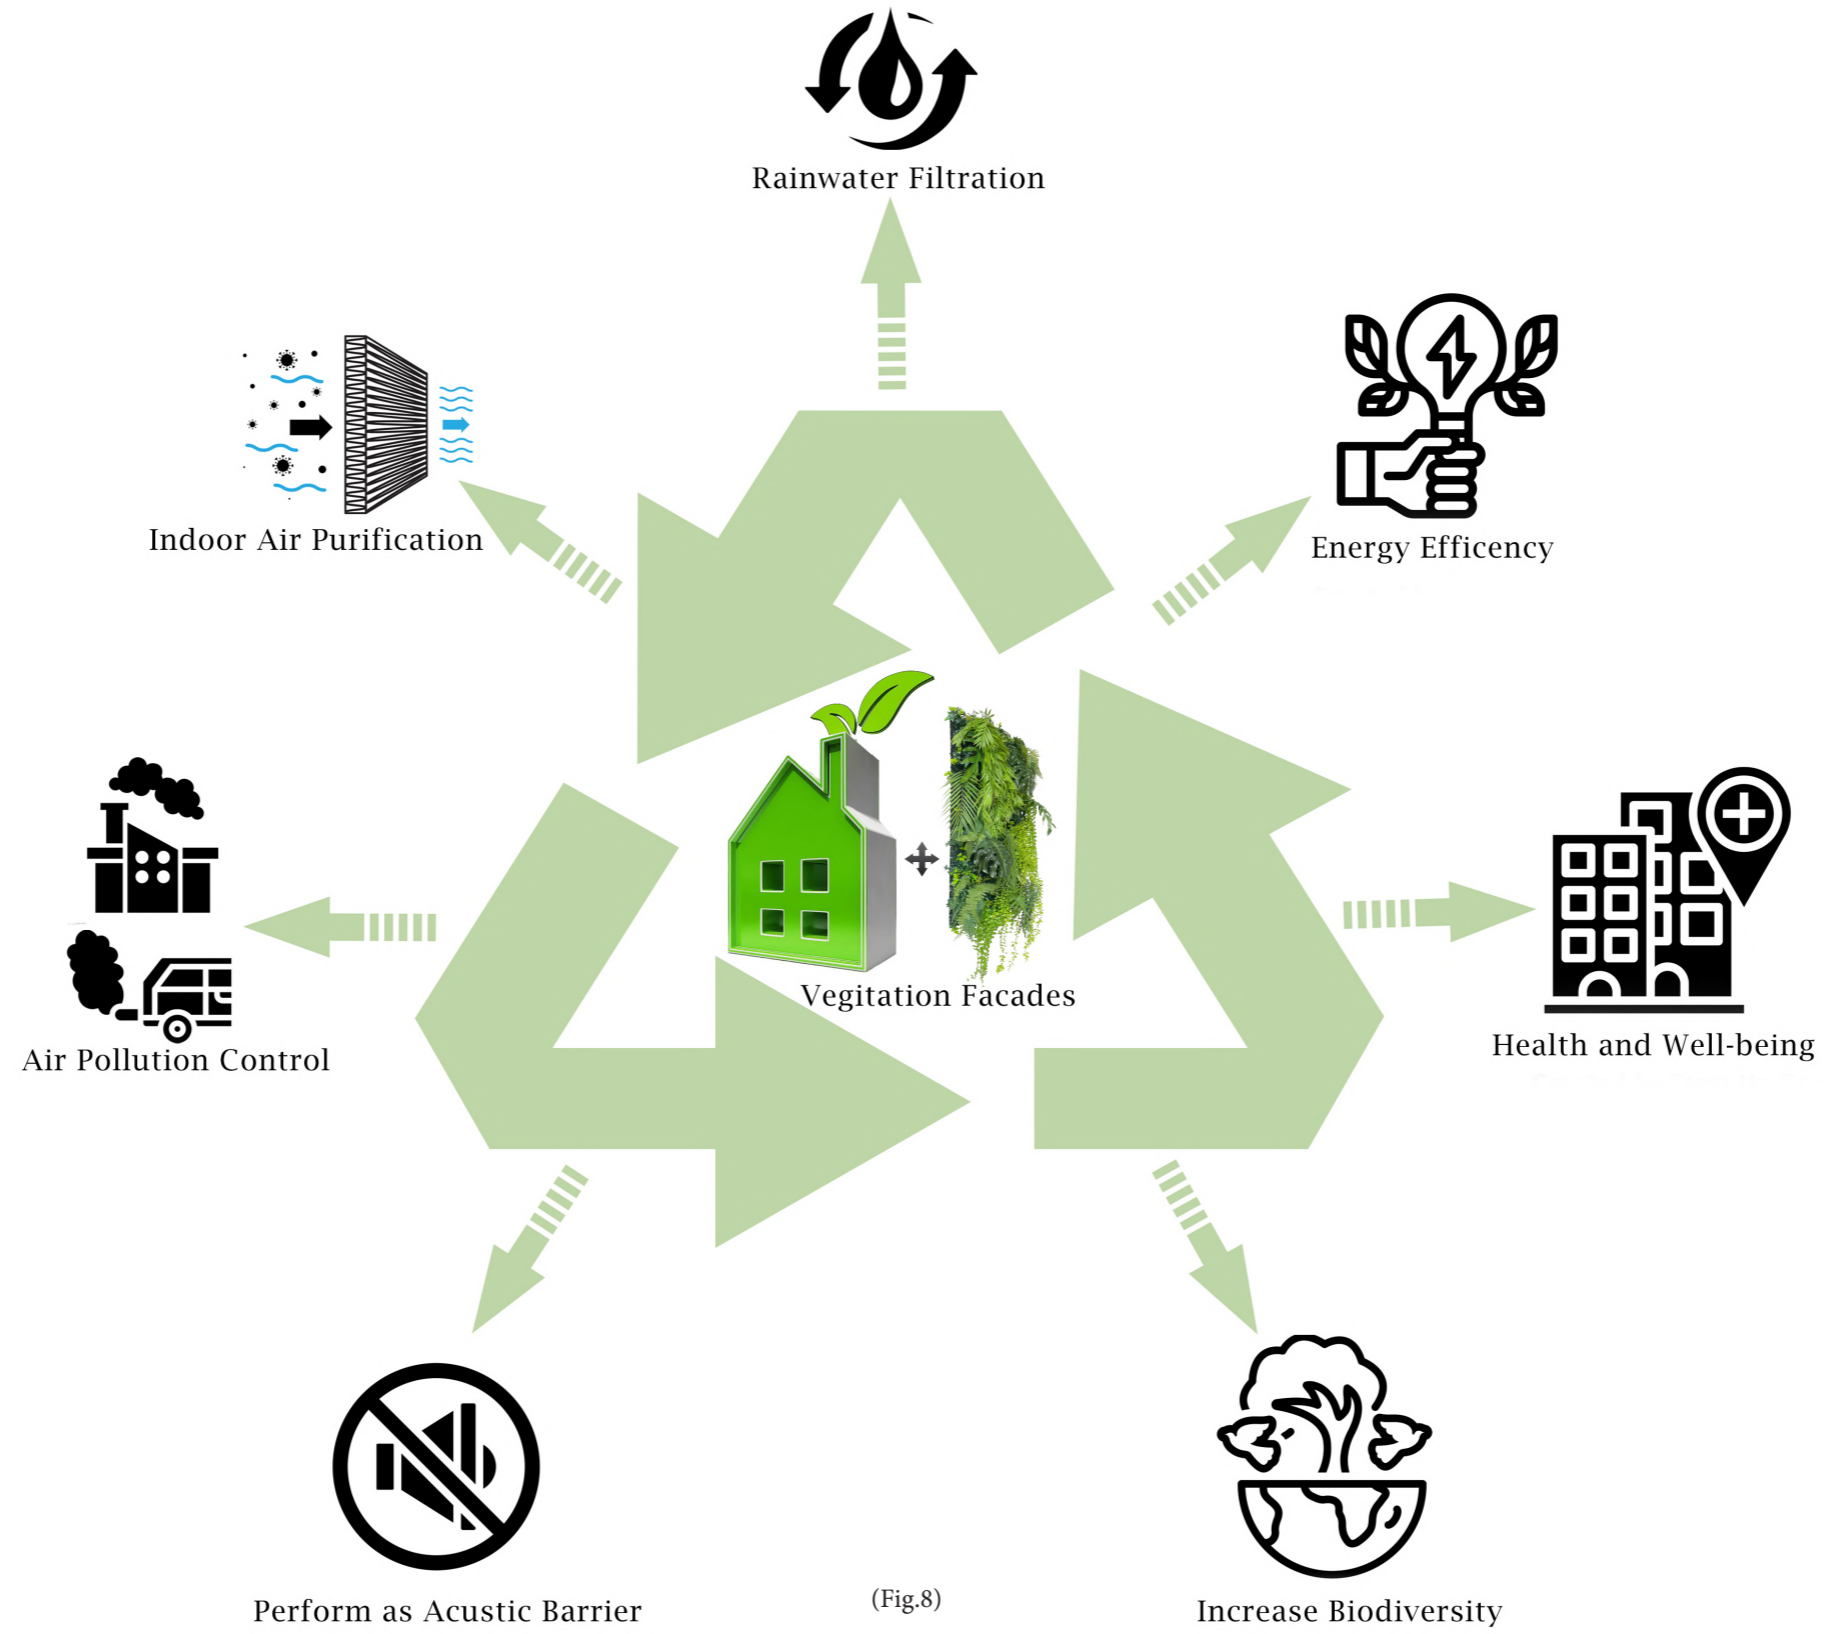 Rainwater Filtration
Indoor Air Purification
Energy Efficency
Vegitation Facades
Air Pollution Control
Health and Well-being
Perform as Acustic Barrier
(Fig.8)
Increase Biodiversity